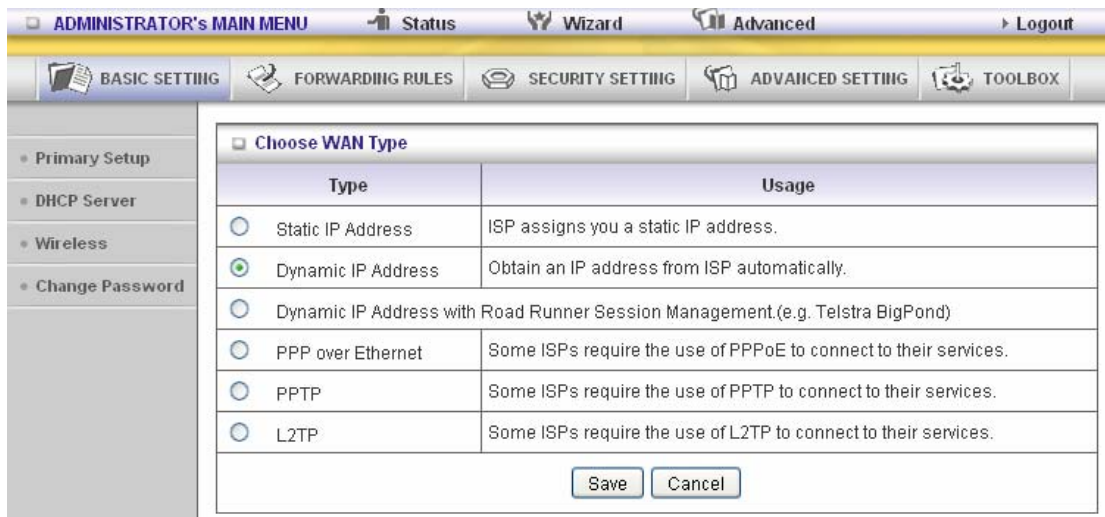 ADMINISTRATOR's MAIN MENU Status Wizard Advanced Logout
BASIC SETTING FORWARDING RULES SECURITY SETTING ADVANCED SETTING TOOLBOX
Primary Setup
DHCP Server
Wireless
Change Password
Choose WAN Type
Type Usage
Static IP Address ISP assigns you a static IP address.
Dynamic IP Address Obtain an IP address from ISP automatically.
Dynamic IP Address with Road Runner Session Management.(e.g. Telstra BigPond)
PPP over Ethernet Some ISPs require the use of PPPoE to connect to their services.
PPTP Some ISPs require the use of PPTP to connect to their services.
L2TP Some ISPs require the use of L2TP to connect to their services.
Save Cancel